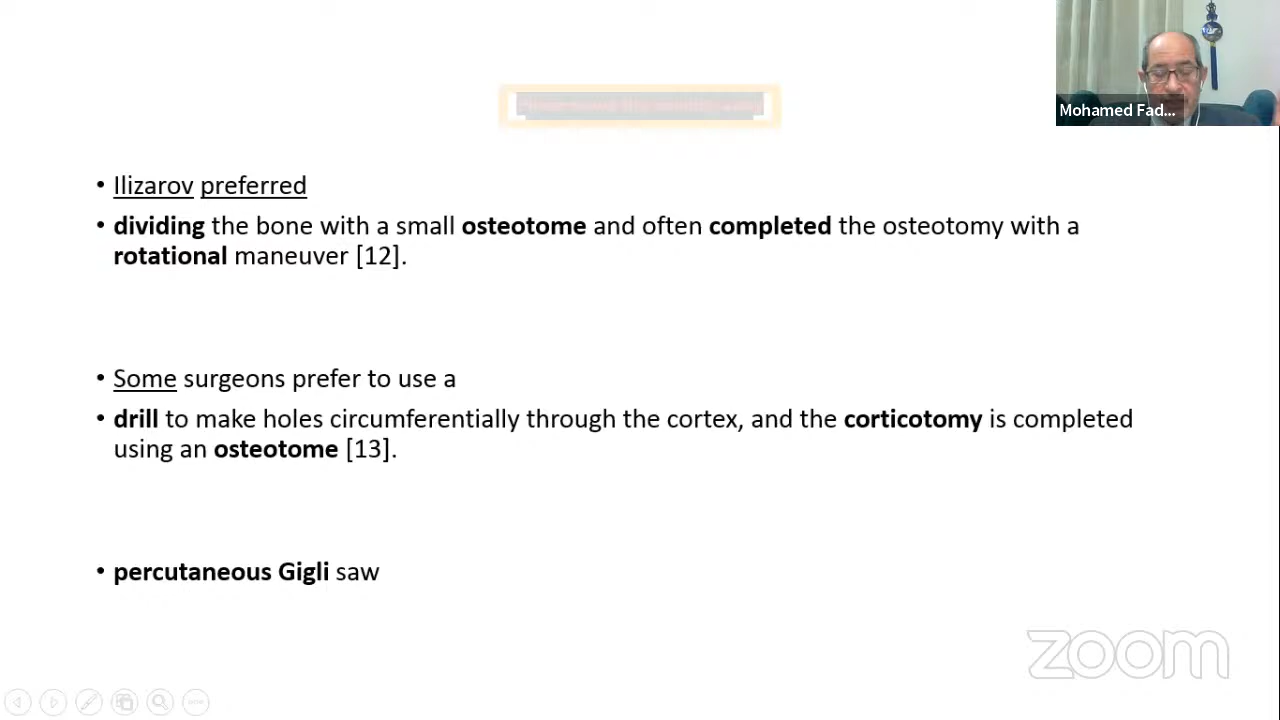 Mohamed Fad...
• Ilizarov preferred
• dividing the bone with a small osteotome and often completed the osteotomy with a
rotational maneuver [12].
• Some surgeons prefer to use a
• drill to make holes circumferentially through the cortex, and the corticotomy is completed
using an osteotome [13].
• percutaneous Gigli saw
zoom